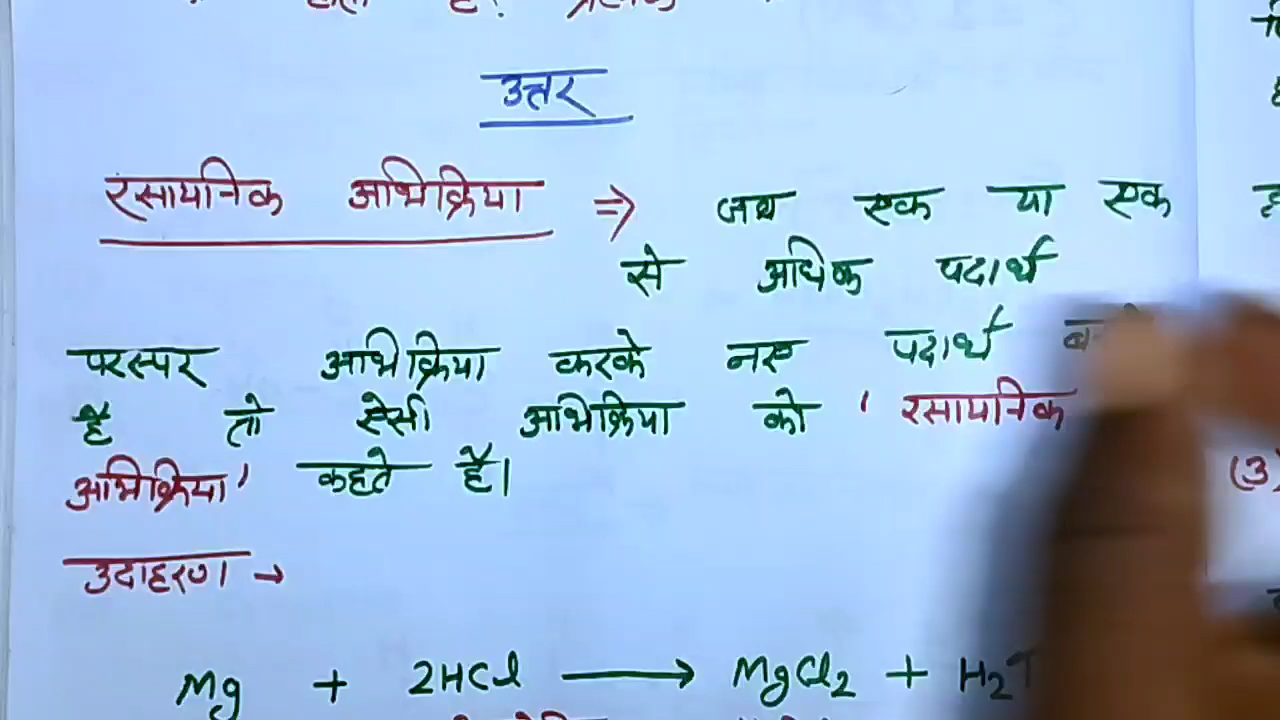 उत्तर
रसायनिक अभिक्रिया ⇒ जब एक या एक
से अधिक पदार्थ
परस्पर अभिक्रिया करके नए पदार्थ
है तो ऐसी अभिक्रिया को ' रसायनिक
अभिक्रिया' कहते है।
(3)
उदाहरण →
Mg + 2HCl ⟶ MgCl₂ + H₂↑